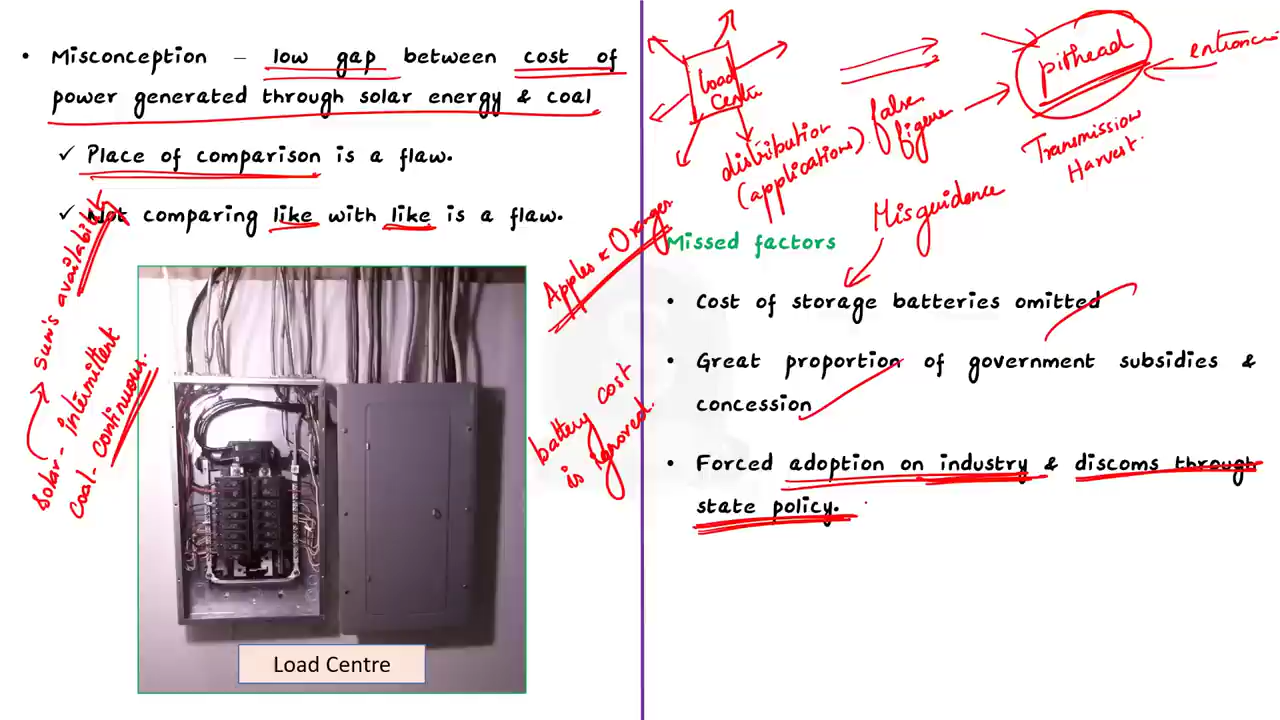 • Misconception – low gap between cost of
power generated through solar energy & coal
✓ Place of comparison is a flaw.
✓ Not comparing like with like is a flaw.
sun's availability
solar - intermittent
coal - continuous.
Apples & Oranges
battery cost
is ignored.
Load Centre
Load
Centre
distribution
(applications).
false
figure
pithead
entrance
Transmission
Harvest.
Misguidence
Missed factors
• Cost of storage batteries omitted
• Great proportion of government subsidies &
concession
• Forced adoption on industry & discoms through
state policy.